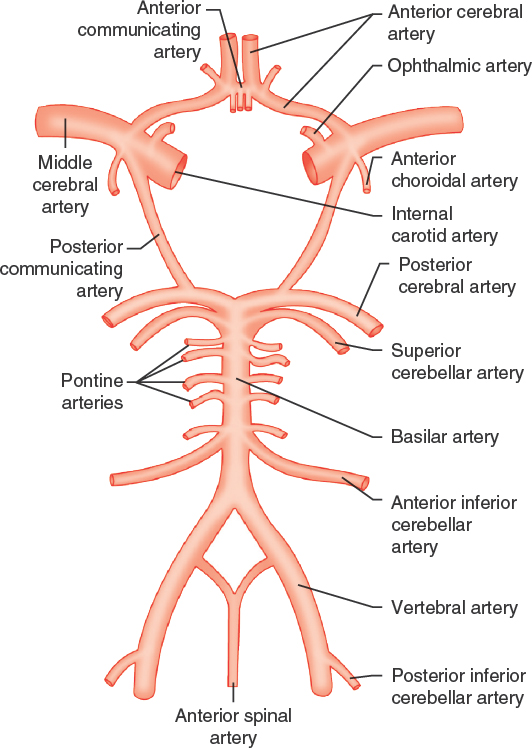 Anterior
communicating
artery
Anterior cerebral
artery
Ophthalmic artery
Middle
cerebral
artery
Anterior
choroidal artery
Internal
carotid artery
Posterior
communicating
artery
Posterior
cerebral artery
Superior
cerebellar artery
Pontine
arteries
Basilar artery
Anterior inferior
cerebellar
artery
Vertebral artery
Posterior inferior
cerebellar artery
Anterior spinal
artery